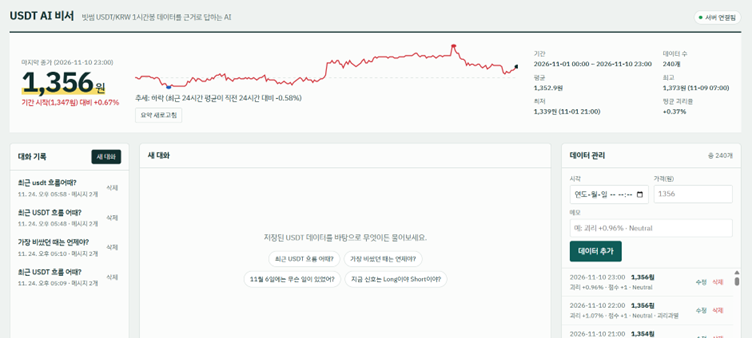 USDT AI 비서 빗썸 USDT/KRW 1시간봉 데이터를 근거로 답하는 AI
서버 연결됨
마지막 종가 (2026-11-10 23:00)
1,356원
기간 시작(1,347원) 대비 +0.67%
추세: 하락 (최근 24시간 평균이 직전 24시간 대비 -0.58%)
요약 새로고침
기간
2026-11-01 00:00 ~ 2026-11-10 23:00
데이터 수
240개
평균
1,352.9원
최고
1,373원 (11-09 07:00)
최저
1,339원 (11-01 21:00)
평균 괴리율
+0.37%
대화 기록
새 대화
최근 usdt 흐름어때?
11. 24. 오후 05:58 · 메시지 2개
삭제
최근 USDT 흐름 어때?
11. 24. 오후 05:48 · 메시지 2개
삭제
가장 비쌌던 때는 언제야?
11. 24. 오후 05:10 · 메시지 2개
삭제
최근 USDT 흐름 어때?
11. 24. 오후 05:09 · 메시지 2개
삭제
새 대화
저장된 USDT 데이터를 바탕으로 무엇이든 물어보세요.
최근 USDT 흐름 어때?
가장 비쌌던 때는 언제야?
11월 6일에는 무슨 일이 있었어?
지금 신호는 Long이야 Short이야?
데이터 관리
총 240개
시각
가격(원)
연도-월-일 -- --:--
1356
메모
예: 괴리 +0.96% · Neutral
데이터 추가
2026-11-10 23:00 1,356원
괴리 +0.96% · 점수 +1 · Neutral
수정 삭제
2026-11-10 22:00 1,356원
괴리 +1.07% · 점수 +1 · Neutral · 괴리과열
수정 삭제
2026-11-10 21:00 1,354원